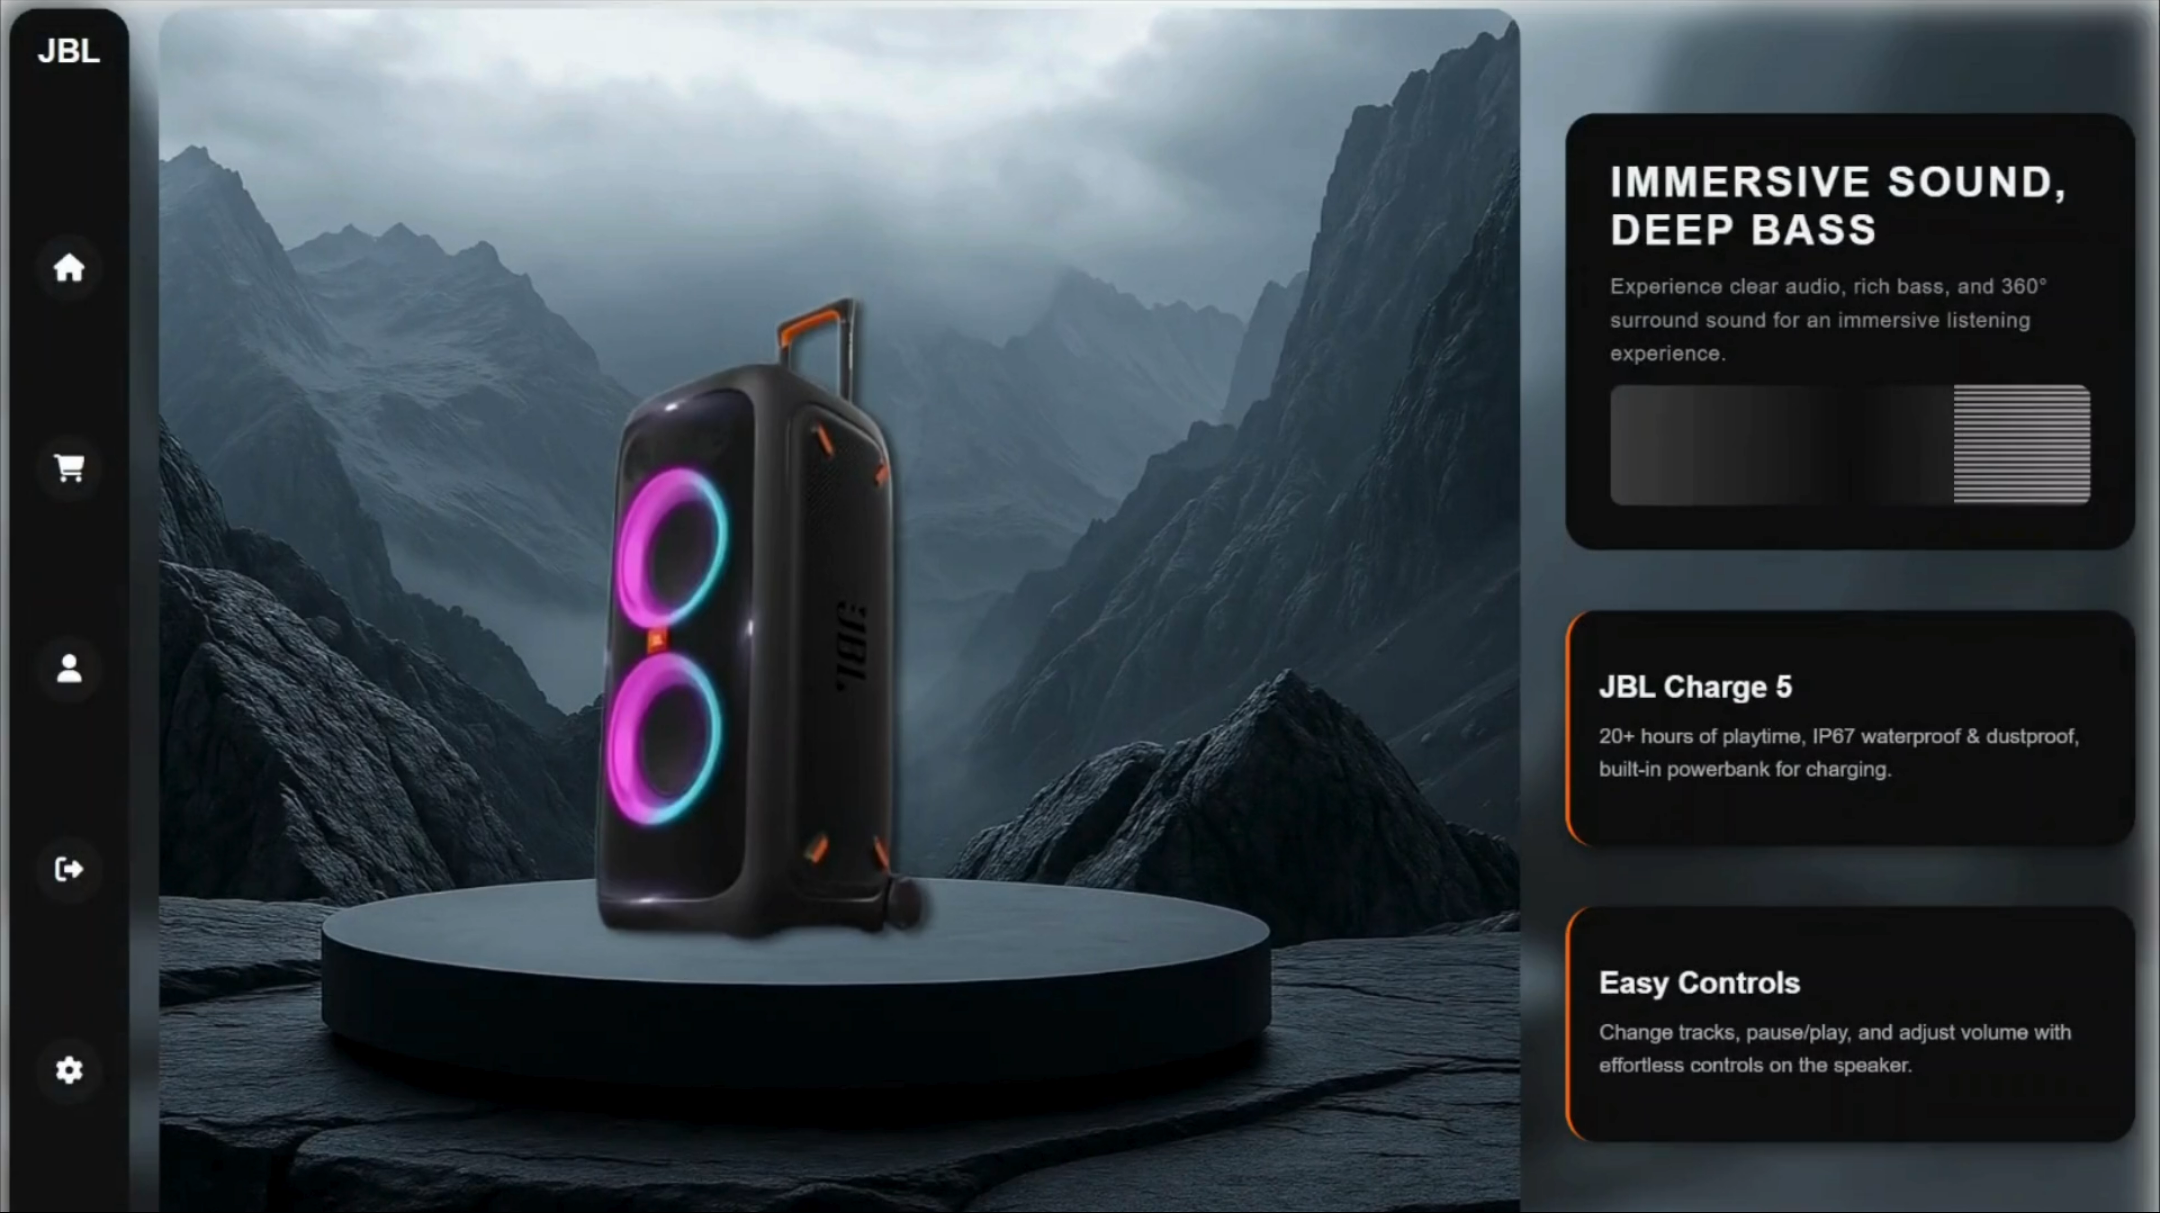 JBL
JBL
IMMERSIVE SOUND,
DEEP BASS
Experience clear audio, rich bass, and 360°
surround sound for an immersive listening
experience.
JBL Charge 5
20+ hours of playtime, IP67 waterproof & dustproof,
built-in powerbank for charging.
Easy Controls
Change tracks, pause/play, and adjust volume with
effortless controls on the speaker.